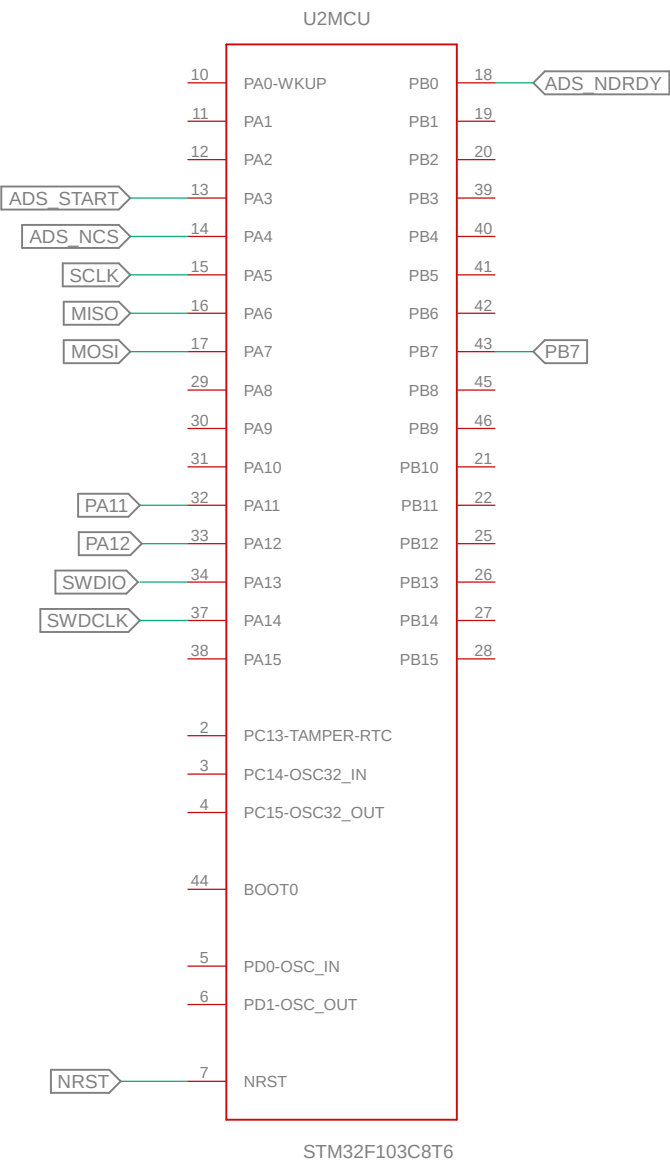 U2MCU
10 PA0-WKUP PB0 18 ADS_NDRDY
11 PA1 PB1 19
12 PA2 PB2 20
ADS_START 13 PA3 PB3 39
ADS_NCS 14 PA4 PB4 40
SCLK 15 PA5 PB5 41
MISO 16 PA6 PB6 42
MOSI 17 PA7 PB7 43 PB7
29 PA8 PB8 45
30 PA9 PB9 46
31 PA10 PB10 21
PA11 32 PA11 PB11 22
PA12 33 PA12 PB12 25
SWDIO 34 PA13 PB13 26
SWDCLK 37 PA14 PB14 27
38 PA15 PB15 28
2 PC13-TAMPER-RTC
3 PC14-OSC32_IN
4 PC15-OSC32_OUT
44 BOOT0
5 PD0-OSC_IN
6 PD1-OSC_OUT
NRST 7 NRST
STM32F103C8T6